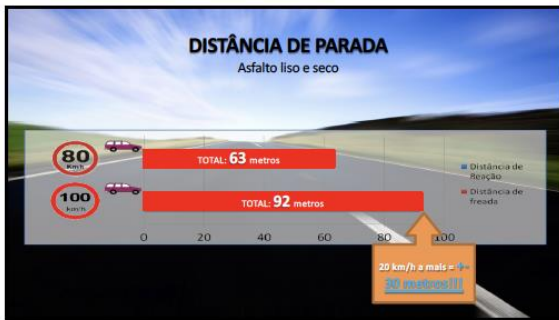 DISTÂNCIA DE PARADA
Asfalto liso e seco
80
Km/h
TOTAL: 63 metros
100
km/h
TOTAL: 92 metros
Distância de
Reação
Distância de
freada
0 20 40 60 80 100
20 km/h a mais = +-
30 metros!!!